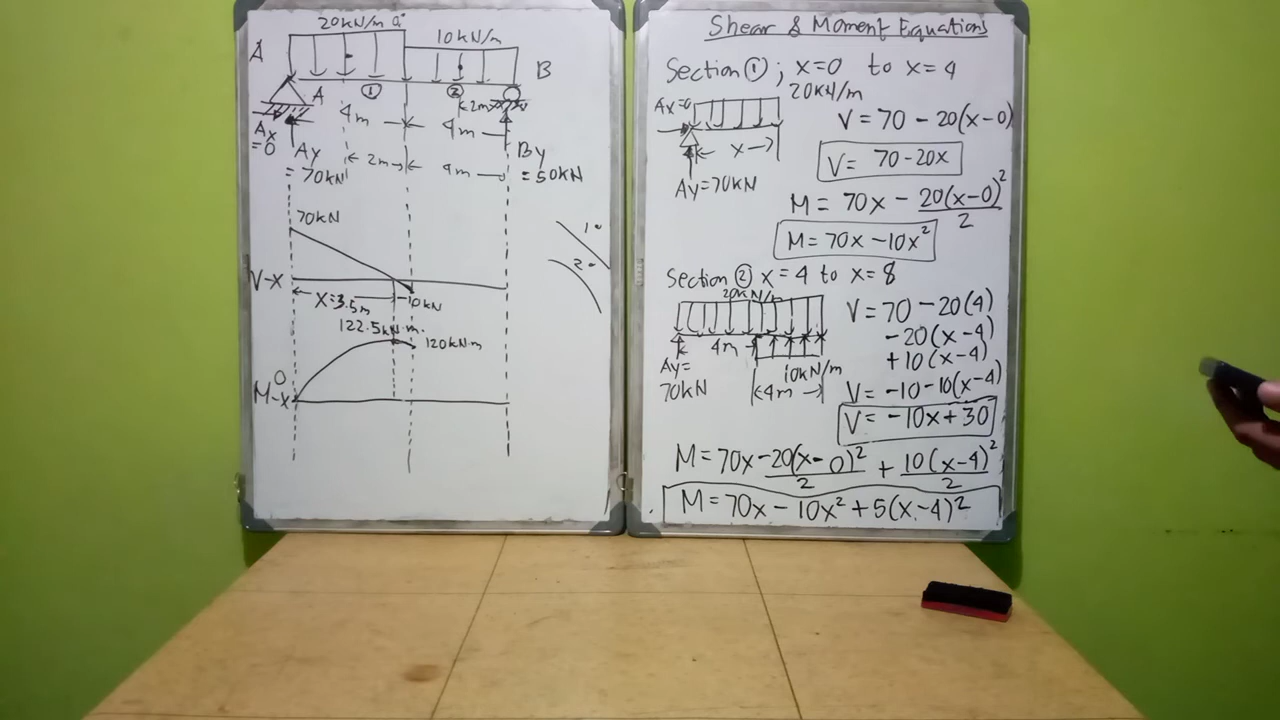 20kN/m a
10kN/m
A
B
A
①
②
2m
4m
4m
Ax
=0
Ay
=70kN
2m
4m
By
=50kN
70kN
1°
2°
V-x
x=3.5m
-10kN
122.5kN.m.
120kN.m
0
M-x
Shear & Moment Equations
Section ① ; x=0 to x=4
Ax=0
20kN/m
x
Ay=70kN
V=70-20(x-0)
V= 70-20x
M= 70x - 20(x-0)²/2
M=70x-10x²
Section ② x=4 to x=8
20kN/m
4m
Ay=
70kN
10kN/m
4m
V=70-20(4)
-20(x-4)
+10(x-4)
V=-10-10(x-4)
V=-10x+30
M=70x-20(x-0)²/2 + 10(x-4)²/2
M=70x-10x²+5(x-4)²